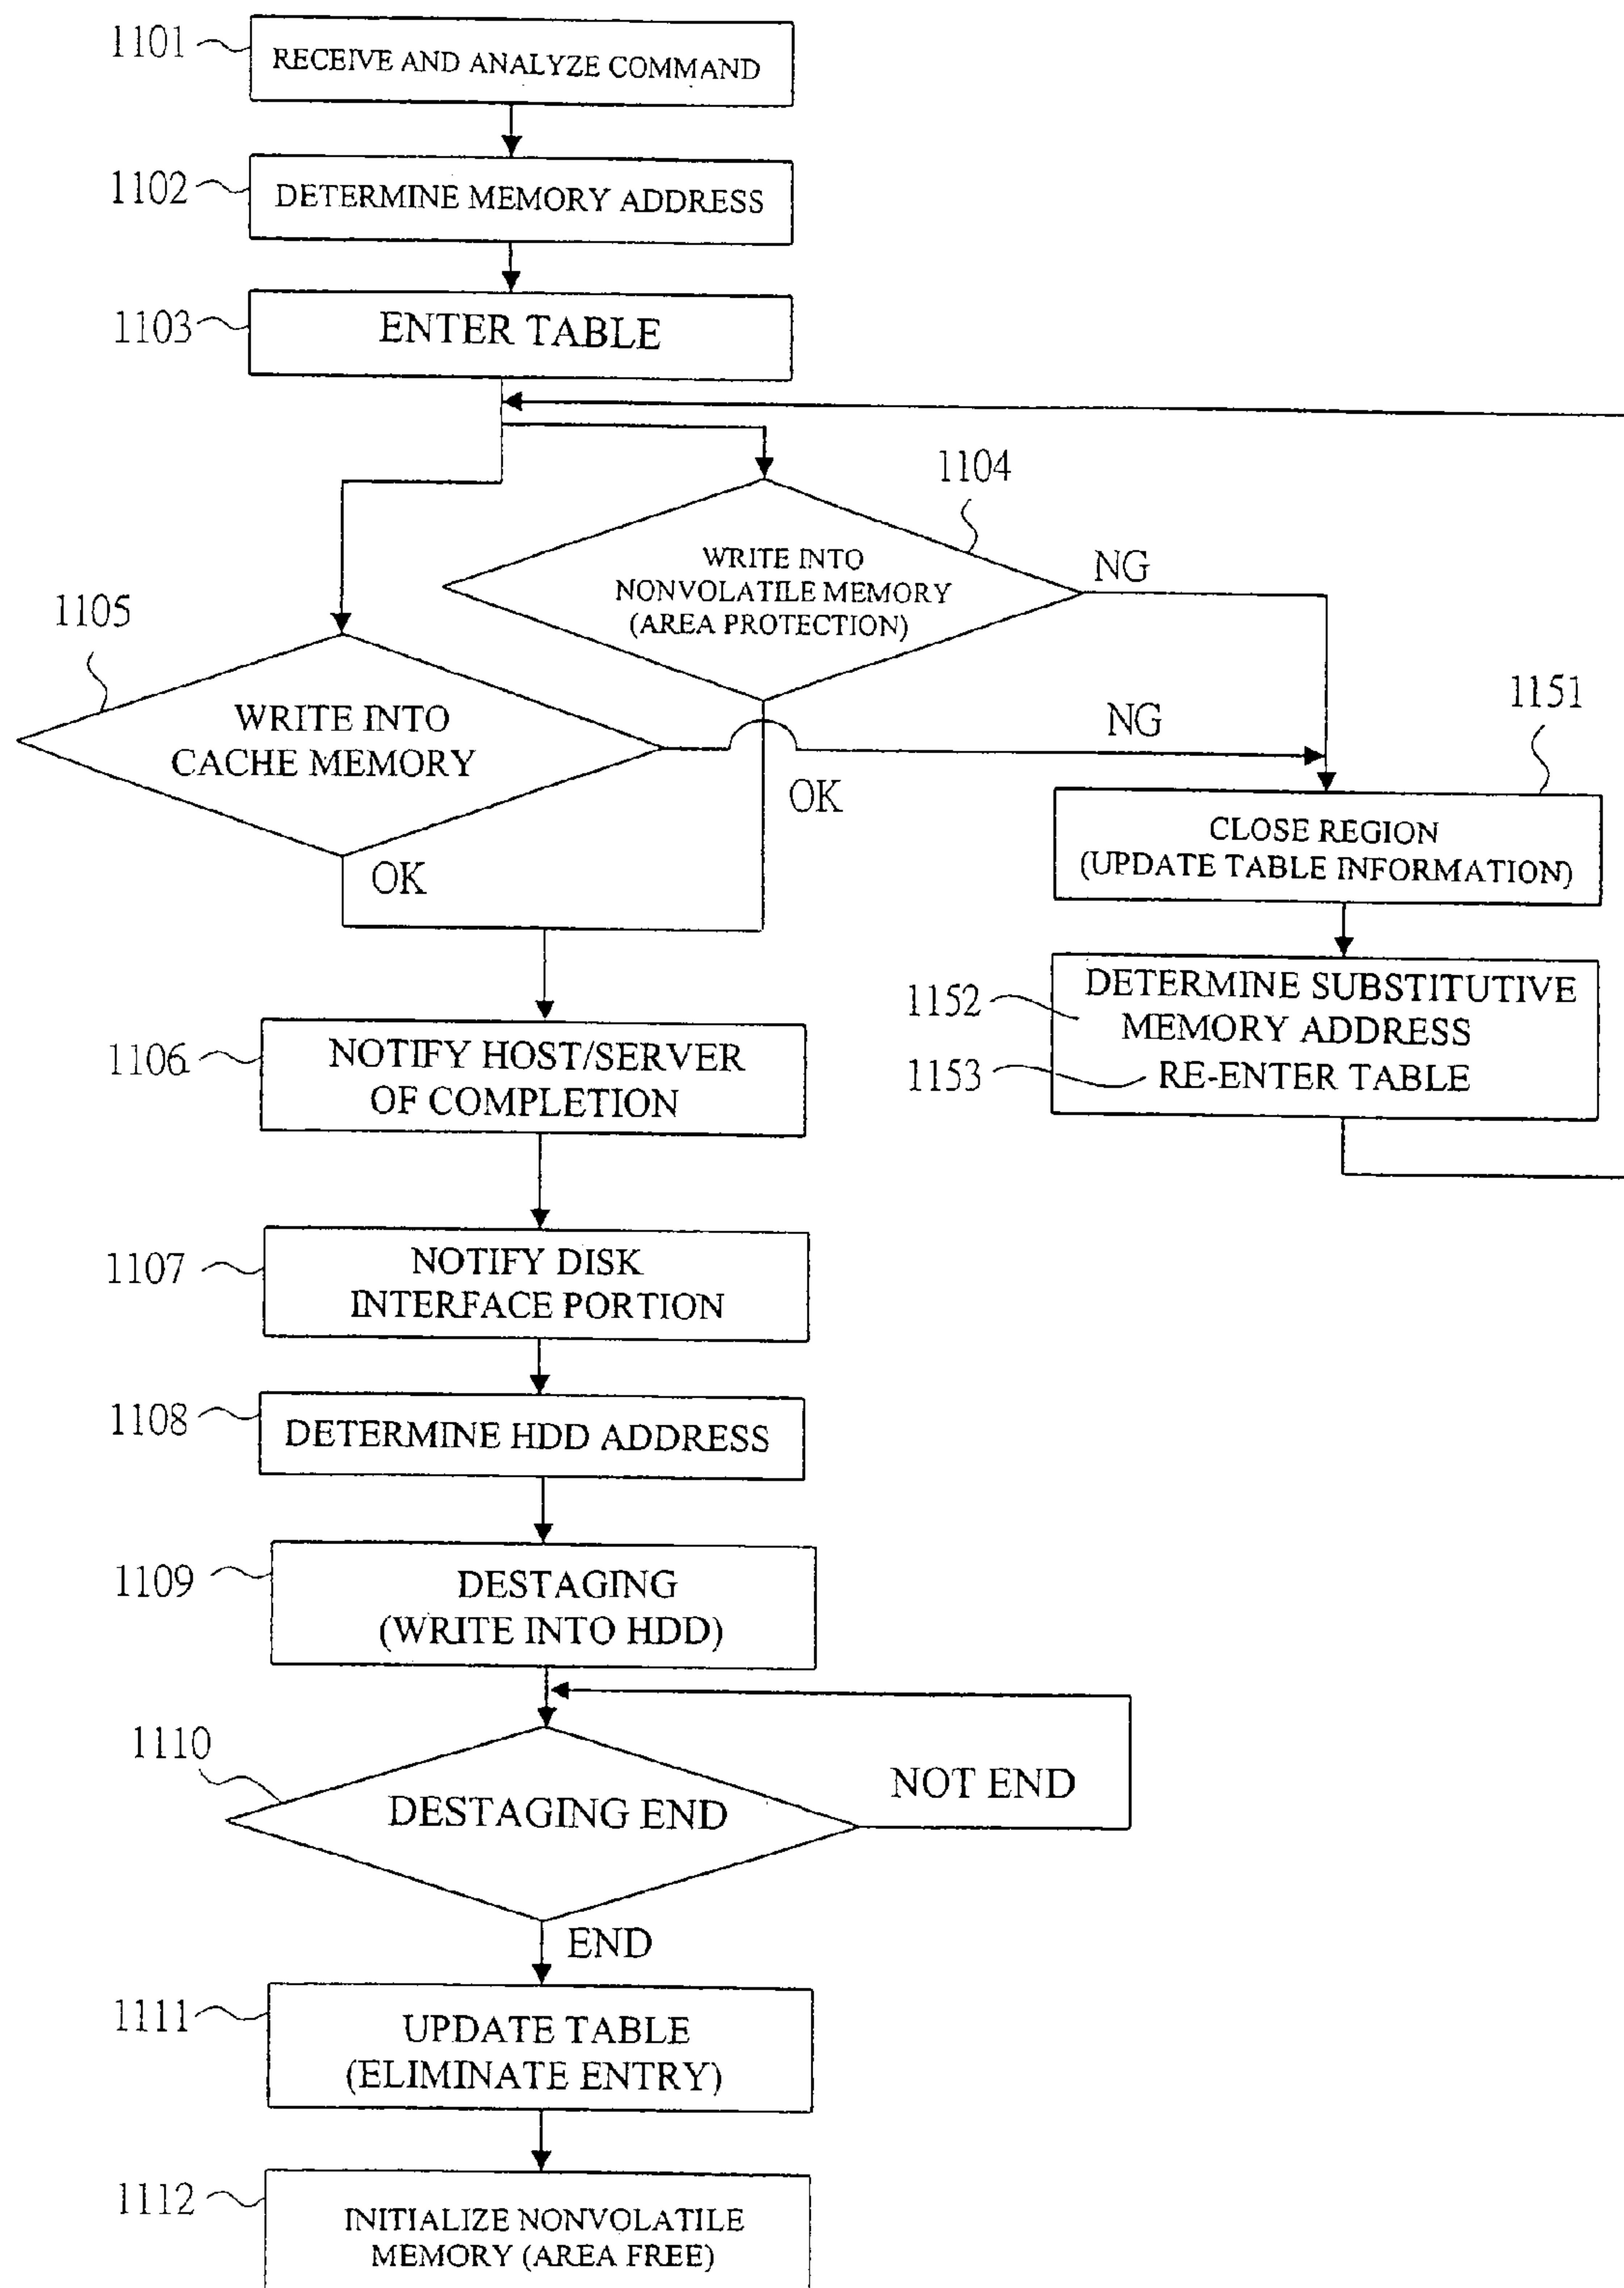 1101
RECEIVE AND ANALYZE COMMAND
1102
DETERMINE MEMORY ADDRESS
1103
ENTER TABLE
1104
WRITE INTO
NONVOLATILE MEMORY
(AREA PROTECTION)
NG
1105
WRITE INTO
CACHE MEMORY
NG
OK
OK
1151
CLOSE REGION
(UPDATE TABLE INFORMATION)
1152
DETERMINE SUBSTITUTIVE
MEMORY ADDRESS
1153
RE-ENTER TABLE
1106
NOTIFY HOST/SERVER
OF COMPLETION
1107
NOTIFY DISK
INTERFACE PORTION
1108
DETERMINE HDD ADDRESS
1109
DESTAGING
(WRITE INTO HDD)
1110
DESTAGING END
NOT END
END
1111
UPDATE TABLE
(ELIMINATE ENTRY)
1112
INITIALIZE NONVOLATILE
MEMORY (AREA FREE)